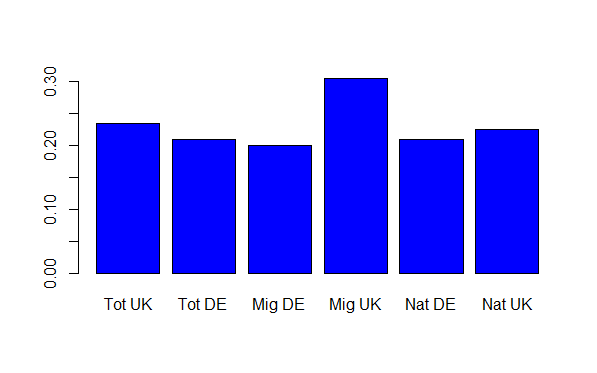 0.30
0.20
0.10
0.00
Tot UK Tot DE Mig DE Mig UK Nat DE Nat UK